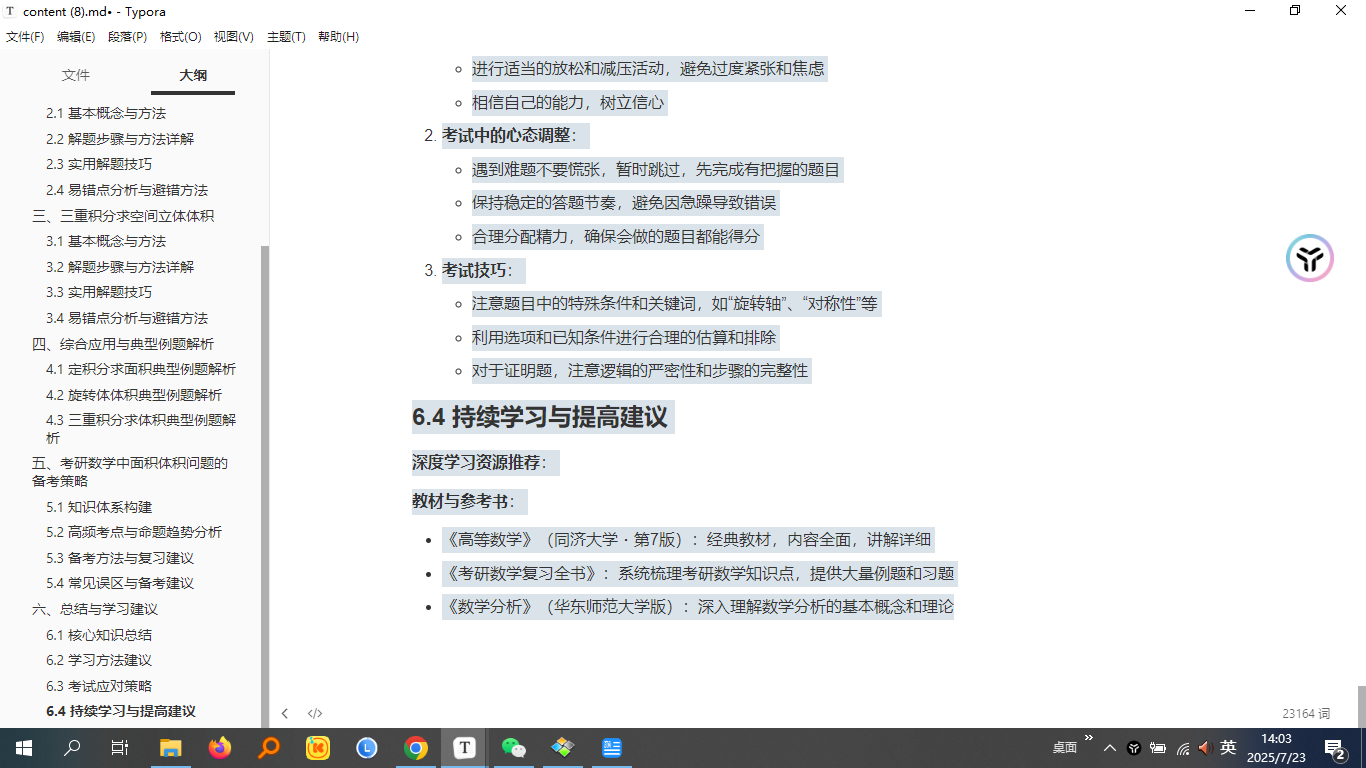 content (8).md• - Typora
文件(F) 编辑(E) 段落(P) 格式(O) 视图(V) 主题(T) 帮助(H)
文件 大纲
2.1 基本概念与方法
2.2 解题步骤与方法详解
2.3 实用解题技巧
2.4 易错点分析与避错方法
三、三重积分求空间立体体积
3.1 基本概念与方法
3.2 解题步骤与方法详解
3.3 实用解题技巧
3.4 易错点分析与避错方法
四、综合应用与典型例题解析
4.1 定积分求面积典型例题解析
4.2 旋转体体积典型例题解析
4.3 三重积分求体积典型例题解
析
五、考研数学中面积体积问题的
备考策略
5.1 知识体系构建
5.2 高频考点与命题趋势分析
5.3 备考方法与复习建议
5.4 常见误区与备考建议
六、总结与学习建议
6.1 核心知识总结
6.2 学习方法建议
6.3 考试应对策略
6.4 持续学习与提高建议
进行适当的放松和减压活动，避免过度紧张和焦虑
相信自己的能力，树立信心
2. 考试中的心态调整：
遇到难题不要慌张，暂时跳过，先完成有把握的题目
保持稳定的答题节奏，避免因急躁导致错误
合理分配精力，确保会做的题目都能得分
3. 考试技巧：
注意题目中的特殊条件和关键词，如“旋转轴”、“对称性”等
利用选项和已知条件进行合理的估算和排除
对于证明题，注意逻辑的严密性和步骤的完整性
6.4 持续学习与提高建议
深度学习资源推荐：
教材与参考书：
《高等数学》（同济大学・第7版）：经典教材，内容全面，讲解详细
《考研数学复习全书》：系统梳理考研数学知识点，提供大量例题和习题
《数学分析》（华东师范大学版）：深入理解数学分析的基本概念和理论
23164 词
桌面 英 14:03
2025/7/23
2